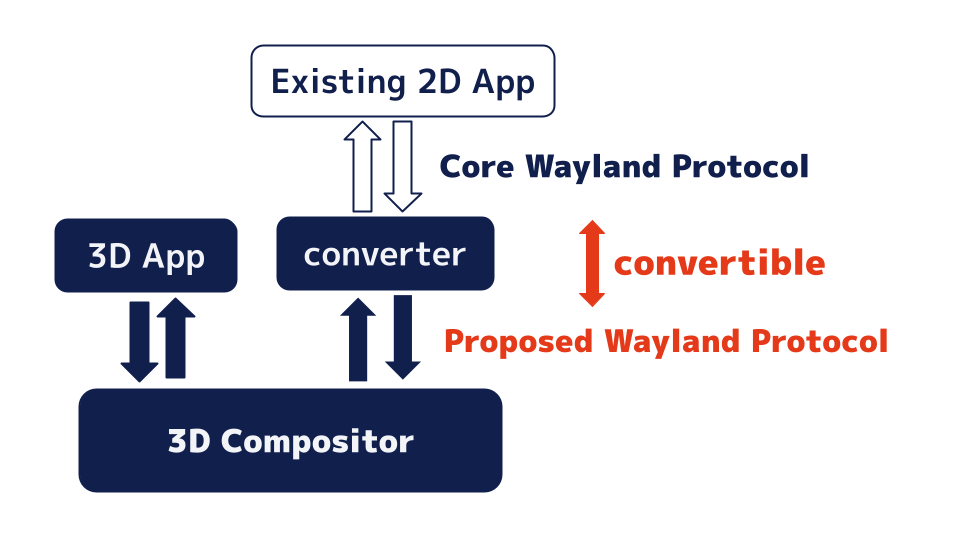 Existing 2D App
Core Wayland Protocol
3D App
converter
convertible
Proposed Wayland Protocol
3D Compositor